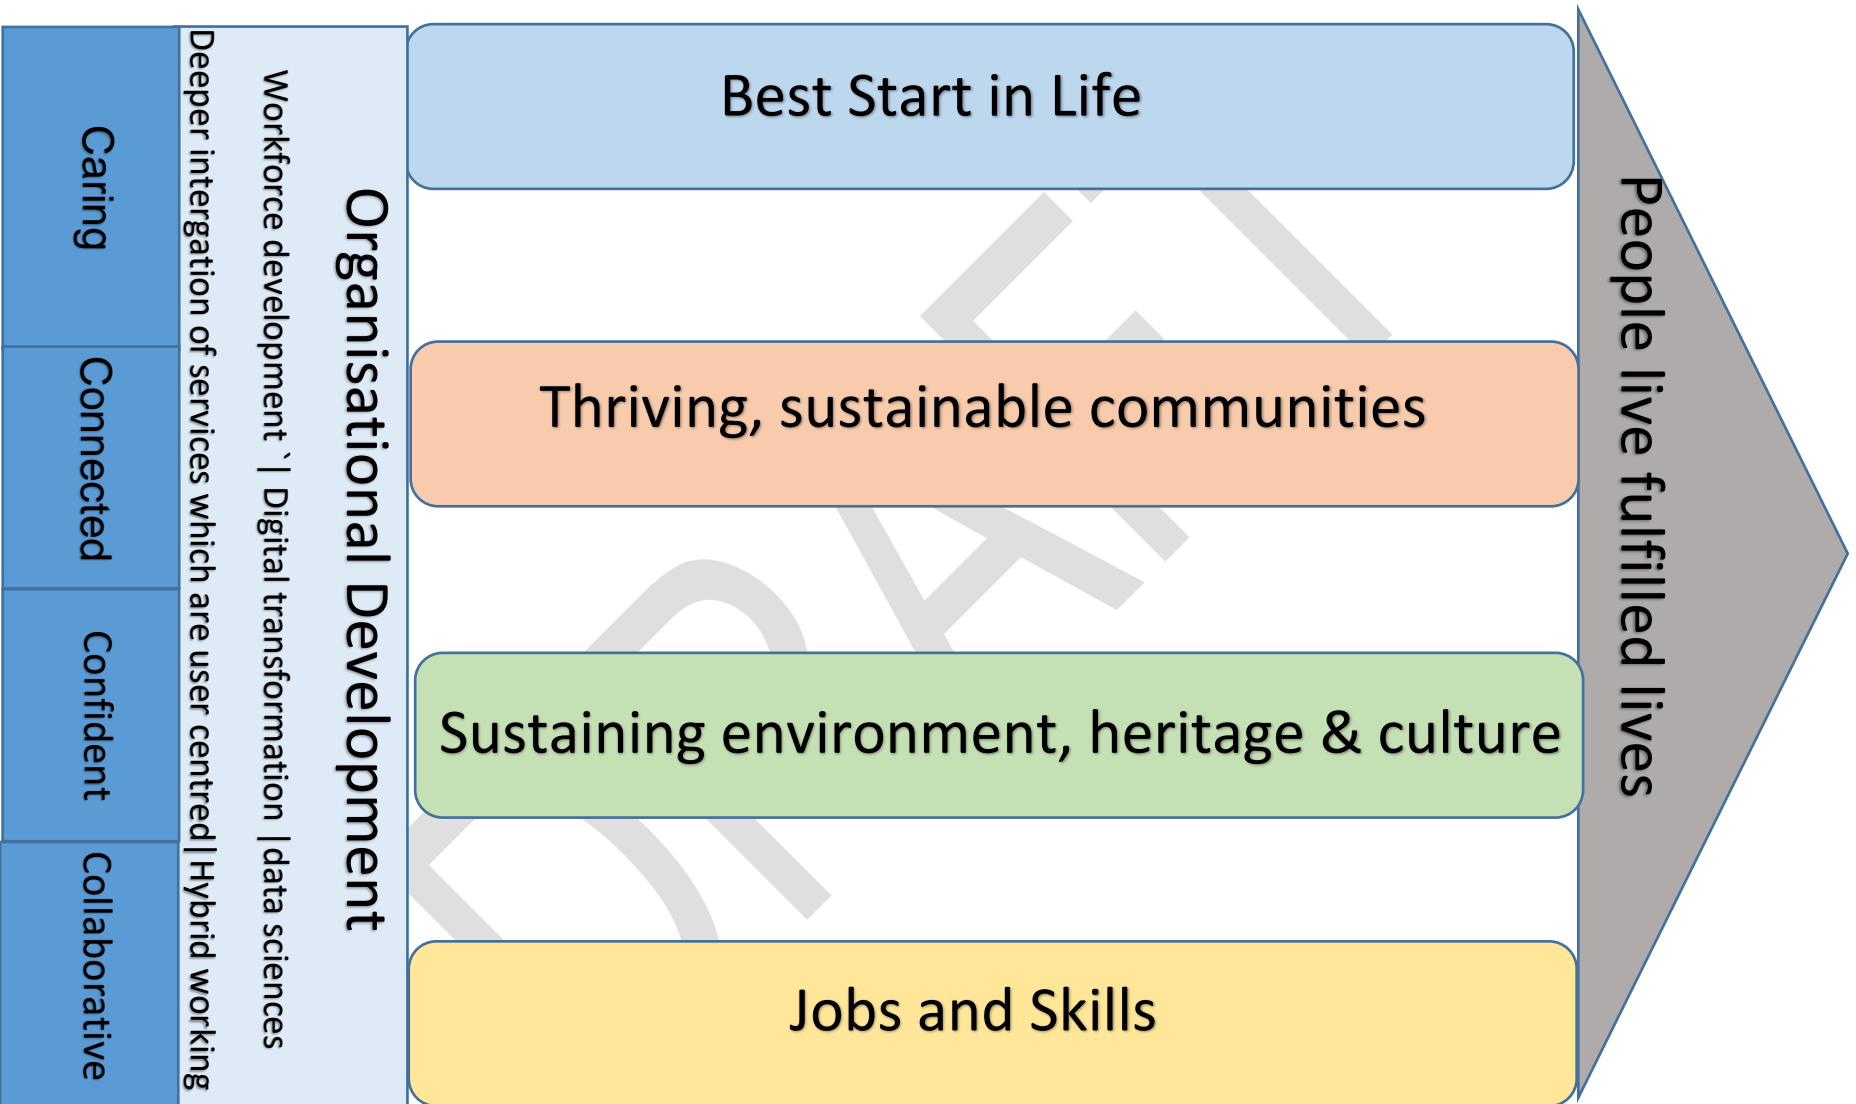 Caring
Connected
Confident
Collaborative
Organisational Development
Workforce development `| Digital transformation |data sciences
Deeper intergation of services which are user centred|Hybrid working
Best Start in Life
Thriving, sustainable communities
Sustaining environment, heritage & culture
Jobs and Skills
People live fulfilled lives
DRAFT